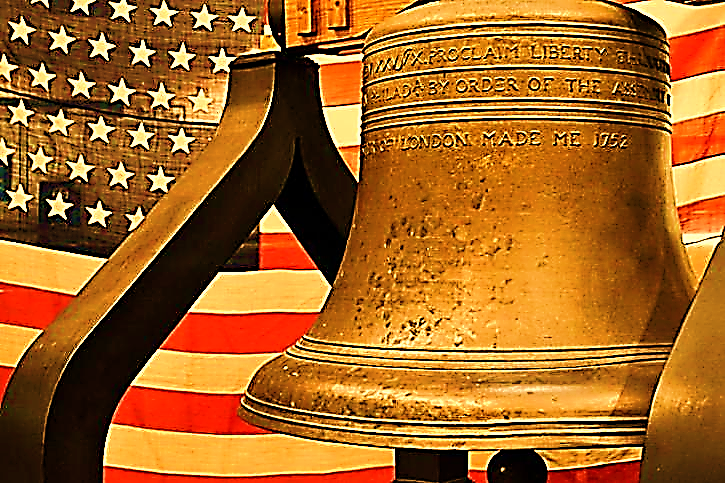 X. PROCLAIM LIBERTY
BY ORDER OF THE
LONDON MADE ME 1752